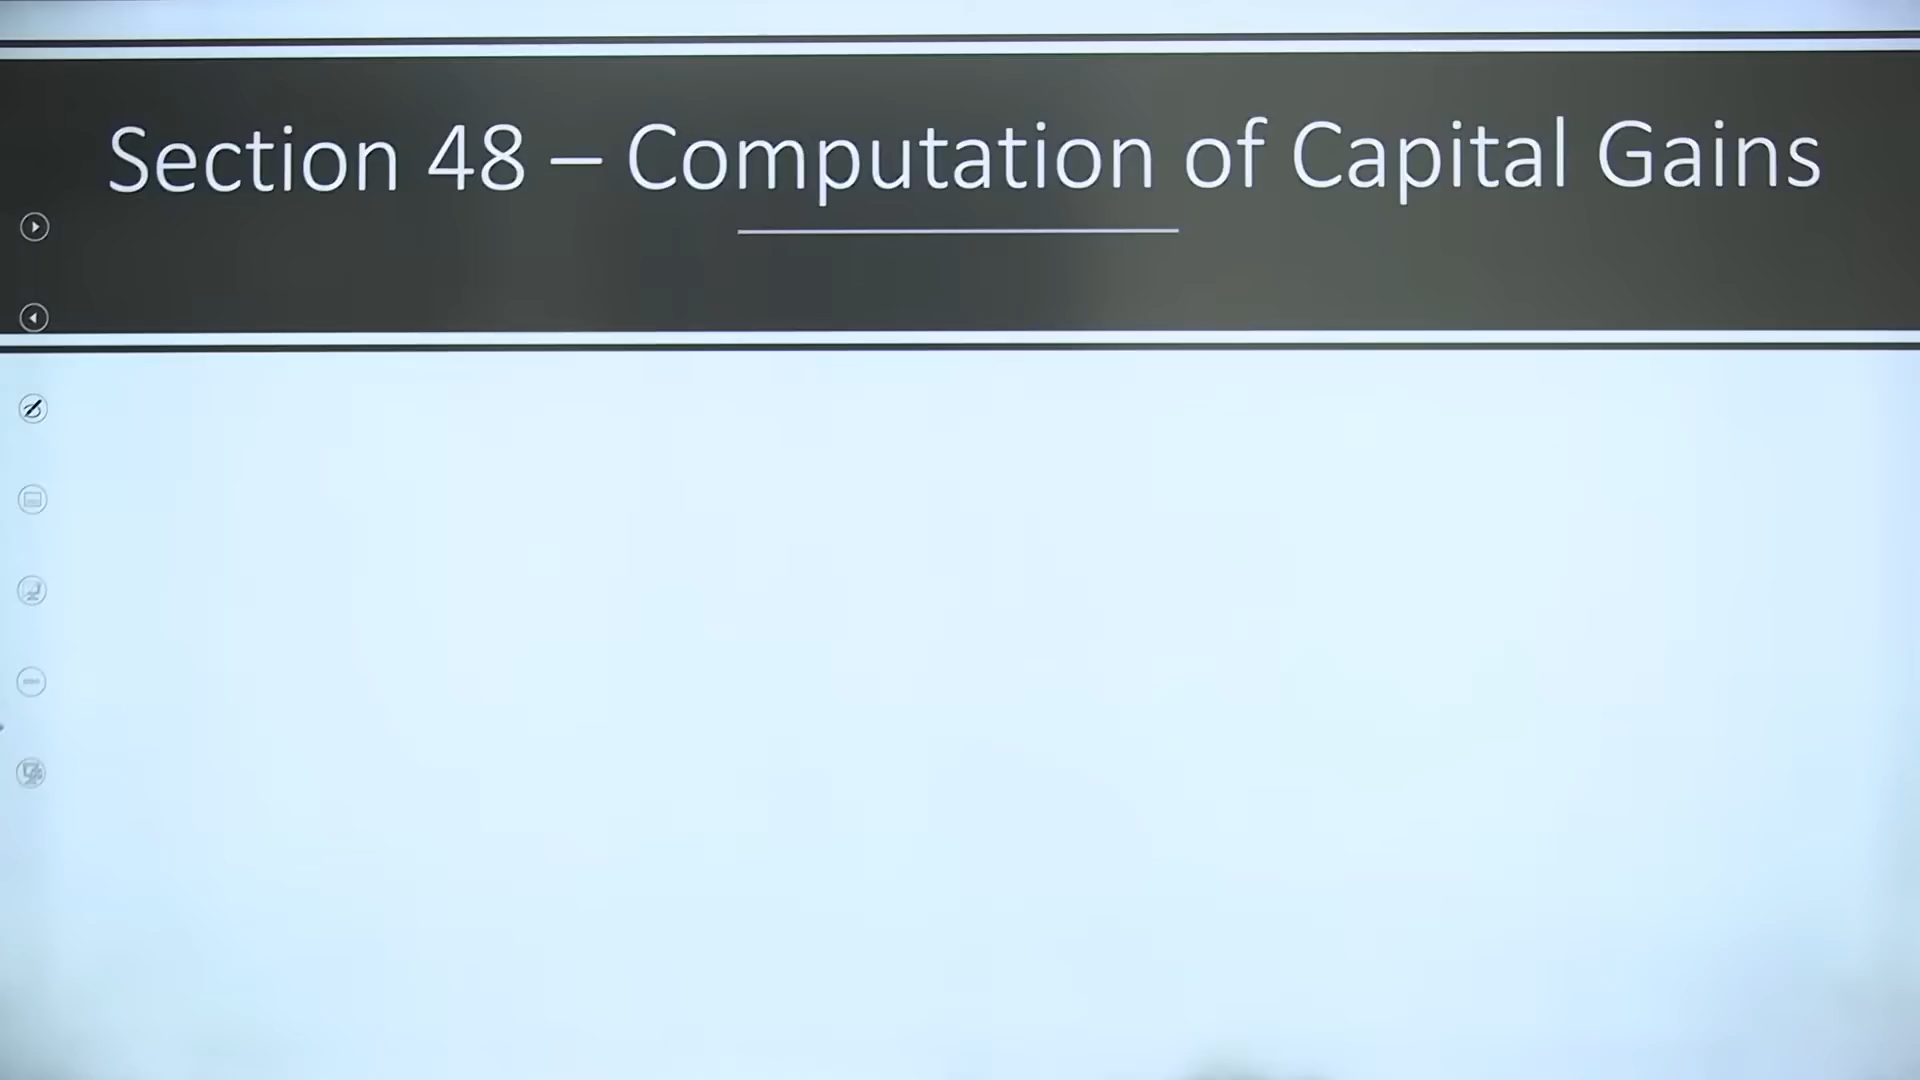 Section 48 – Computation of Capital Gains